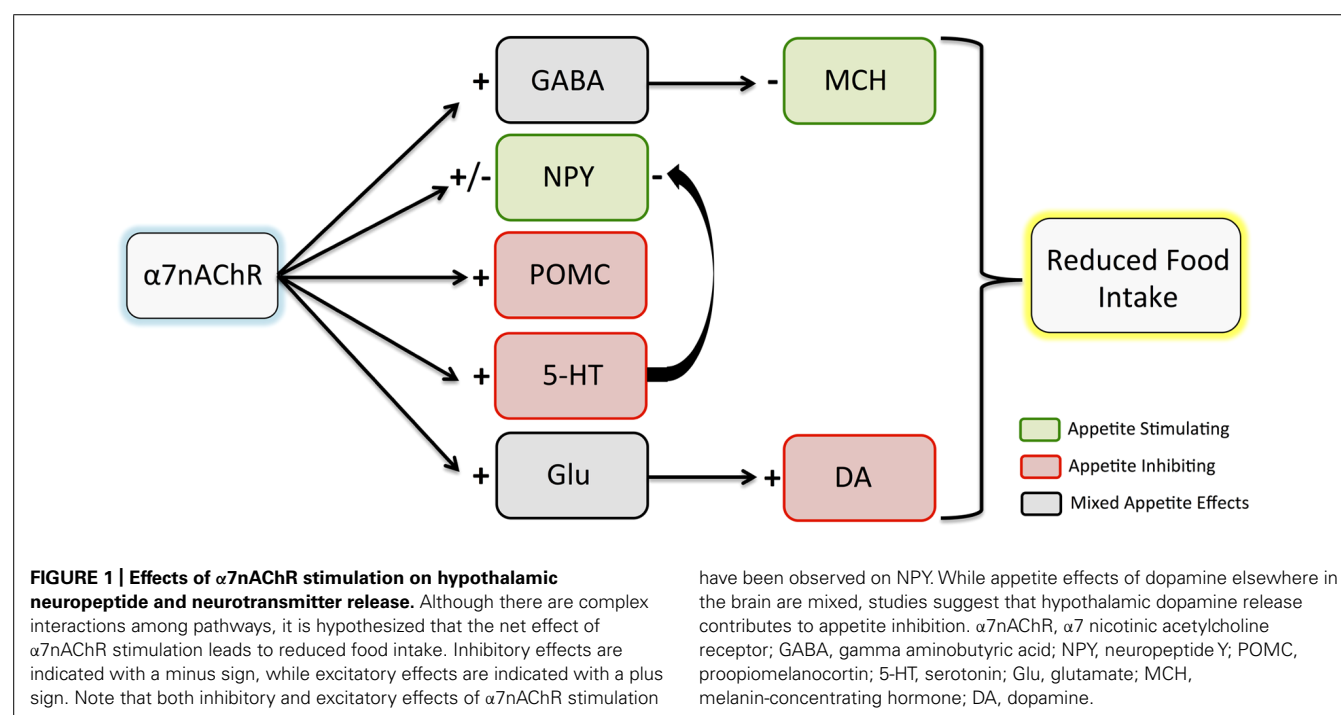 + GABA - MCH
+/- NPY -
α7nAChR
+ POMC
Reduced Food
Intake
+ 5-HT
Appetite Stimulating
Appetite Inhibiting
Mixed Appetite Effects
+ Glu + DA
FIGURE 1 | Effects of α7nAChR stimulation on hypothalamic
neuropeptide and neurotransmitter release. Although there are complex
interactions among pathways, it is hypothesized that the net effect of
α7nAChR stimulation leads to reduced food intake. Inhibitory effects are
indicated with a minus sign, while excitatory effects are indicated with a plus
sign. Note that both inhibitory and excitatory effects of α7nAChR stimulation
have been observed on NPY. While appetite effects of dopamine elsewhere in
the brain are mixed, studies suggest that hypothalamic dopamine release
contributes to appetite inhibition. α7nAChR, α7 nicotinic acetylcholine
receptor; GABA, gamma aminobutyric acid; NPY, neuropeptide Y; POMC,
proopiomelanocortin; 5-HT, serotonin; Glu, glutamate; MCH,
melanin-concentrating hormone; DA, dopamine.